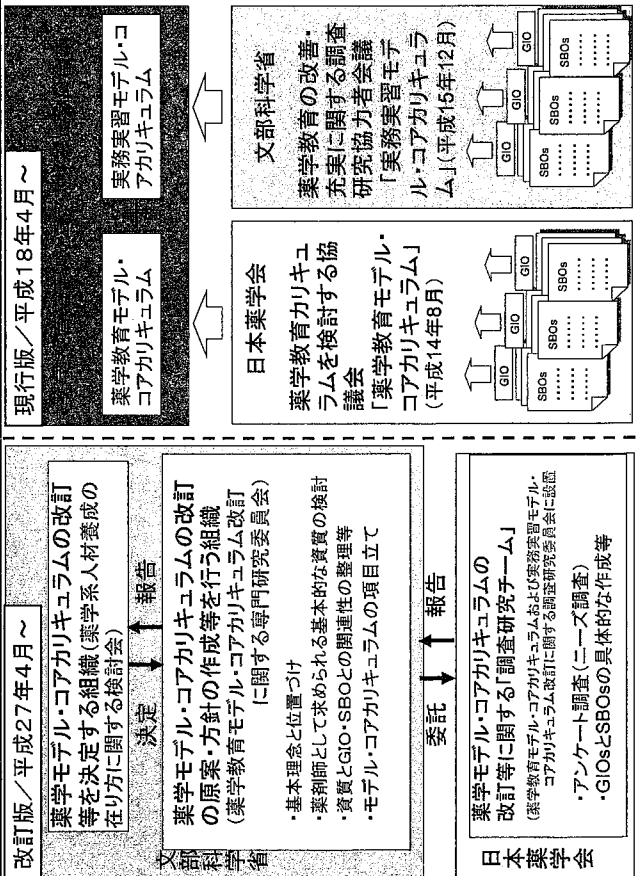 改訂版／平成27年4月～
文部科学省
薬学モデル・コアカリキュラムの改訂
等を決定する組織(薬学系人材養成の
在り方に関する検討会)
決定
報告
薬学モデル・コアカリキュラムの改訂
の原案・方針の作成等を行う組織
(薬学教育モデル・コアカリキュラム改訂
に関する専門研究委員会)
・基本理念と位置づけ
・薬剤師として求められる基本的な資質の検討
・資質とGIO・SBOとの関連性の整理等
・モデル・コアカリキュラムの項目立て
委託
報告
日本薬学会
薬学モデル・コアカリキュラムの
改訂等に関する「調査研究チーム」
(薬学教育モデル・コアカリキュラムおよび実務実習モデル・
コアカリキュラム改訂に関する調査研究委員会に設置
・アンケート調査(ニーズ調査)
・GIOsとSBOsの具体的な作成等
現行版／平成18年4月～
薬学教育モデル・
コアカリキュラム
実務実習モデル・コ
アカリキュラム
日本薬学会
薬学教育カリキュ
ラムを検討する協
議会
「薬学教育モデル・
コアカリキュラム」
(平成14年8月)
GIO
GIO
GIO
SBOs
SBOs
SBOs
文部科学省
薬学教育の改善・
充実に関する調査
研究協力者会議
「実務実習モデ
ル・コアカリキュラ
ム」(平成15年12月)
GIO
GIO
GIO
SBOs
SBOs
SBOs